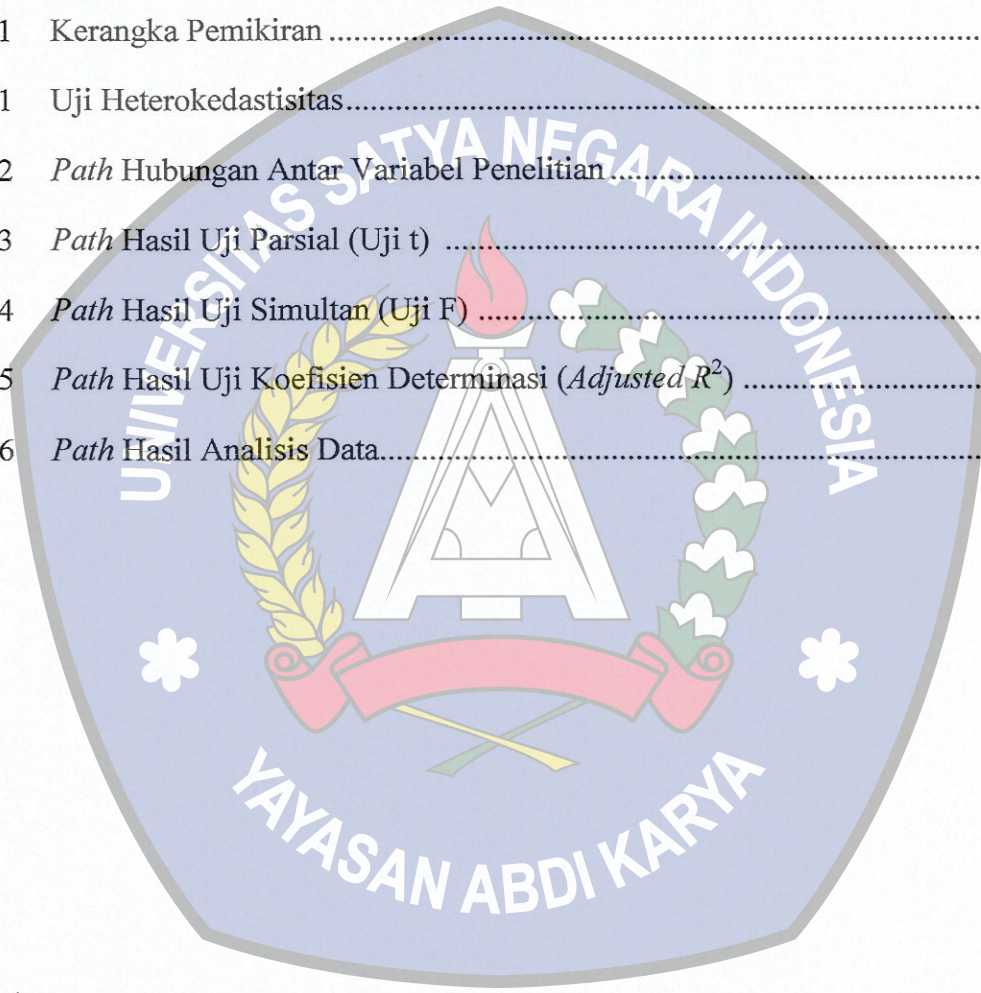 1 Kerangka Pemikiran ................................................................
1 Uji Heterokedastisitas ................................................................
2 Path Hubungan Antar Variabel Penelitian ................................................................
3 Path Hasil Uji Parsial (Uji t) ................................................................
4 Path Hasil Uji Simultan (Uji F) ................................................................
5 Path Hasil Uji Koefisien Determinasi (Adjusted R²) ................................................................
6 Path Hasil Analisis Data ................................................................
UNIVERSITAS SATYA NEGARA INDONESIA
YAYASAN ABDI KARYA